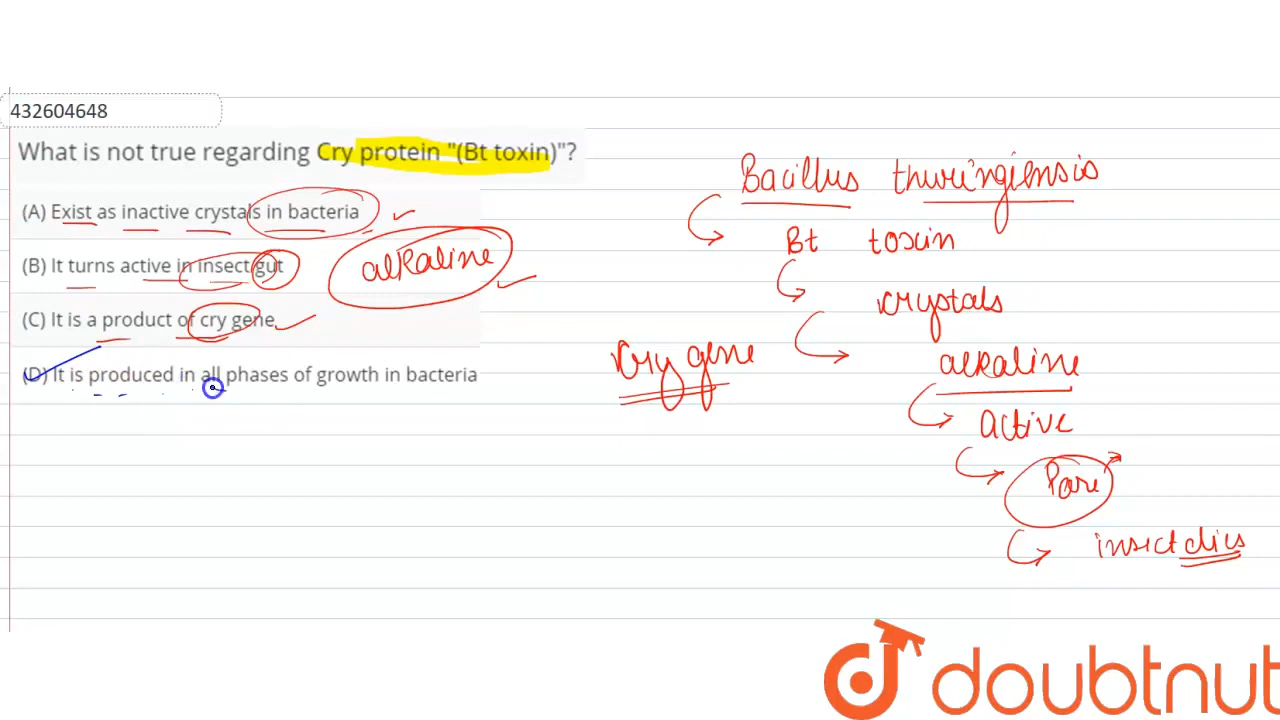 432604648
What is not true regarding Cry protein "(Bt toxin)"?
(A) Exist as inactive crystals in bacteria
(B) It turns active in insect gut
alkaline
(C) It is a product of cry gene
(D) It is produced in all phases of growth in bacteria
Bacillus thuringiensis
Bt toxin
crystals
cry gene
alkaline
active
Pore
insect dies
doubtnut